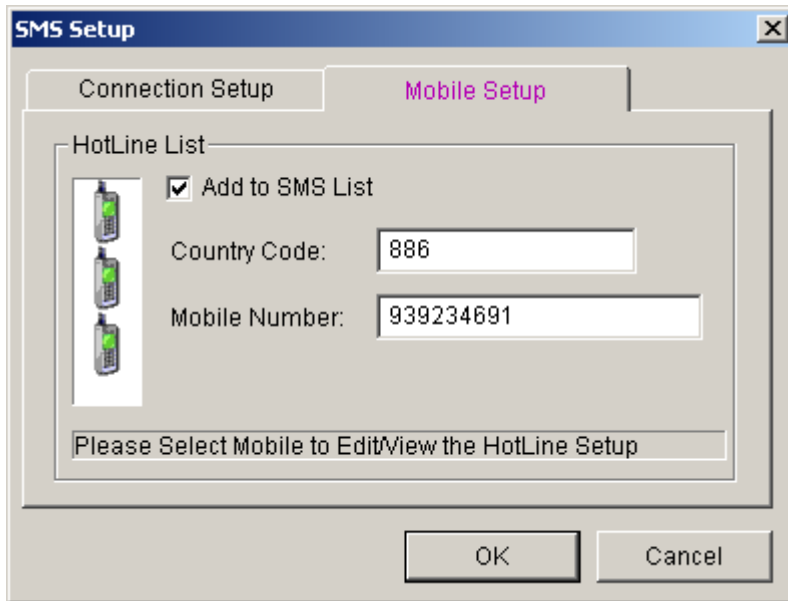 SMS Setup
Connection Setup
Mobile Setup
HotLine List
Add to SMS List
Country Code:
886
Mobile Number:
939234691
Please Select Mobile to Edit/View the HotLine Setup
OK
Cancel